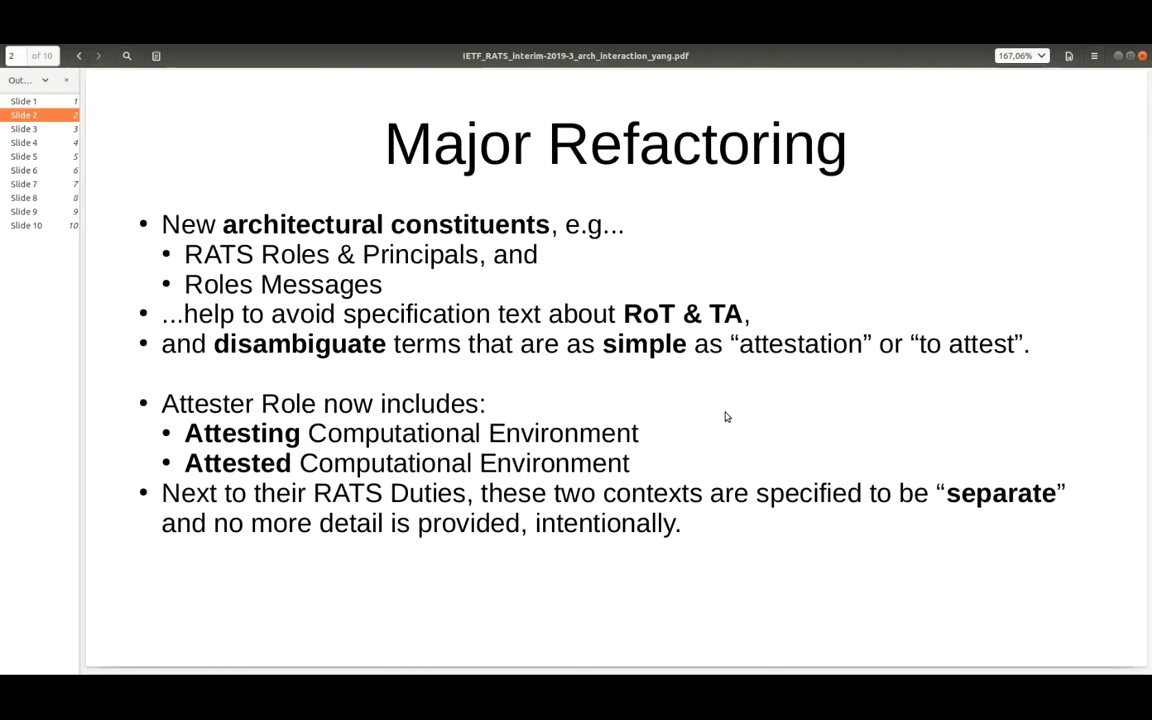 2 of 10
IETF_RATS_interim-2019-3_arch_interaction_yang.pdf
167,06%
Out...
Slide 1 1
Slide 2 2
Slide 3 3
Slide 4 4
Slide 5 5
Slide 6 6
Slide 7 7
Slide 8 8
Slide 9 9
Slide 10 10
Major Refactoring
• New architectural constituents, e.g...
• RATS Roles & Principals, and
• Roles Messages
• ...help to avoid specification text about RoT & TA,
• and disambiguate terms that are as simple as “attestation” or “to attest”.
• Attester Role now includes:
• Attesting Computational Environment
• Attested Computational Environment
• Next to their RATS Duties, these two contexts are specified to be “separate”
and no more detail is provided, intentionally.